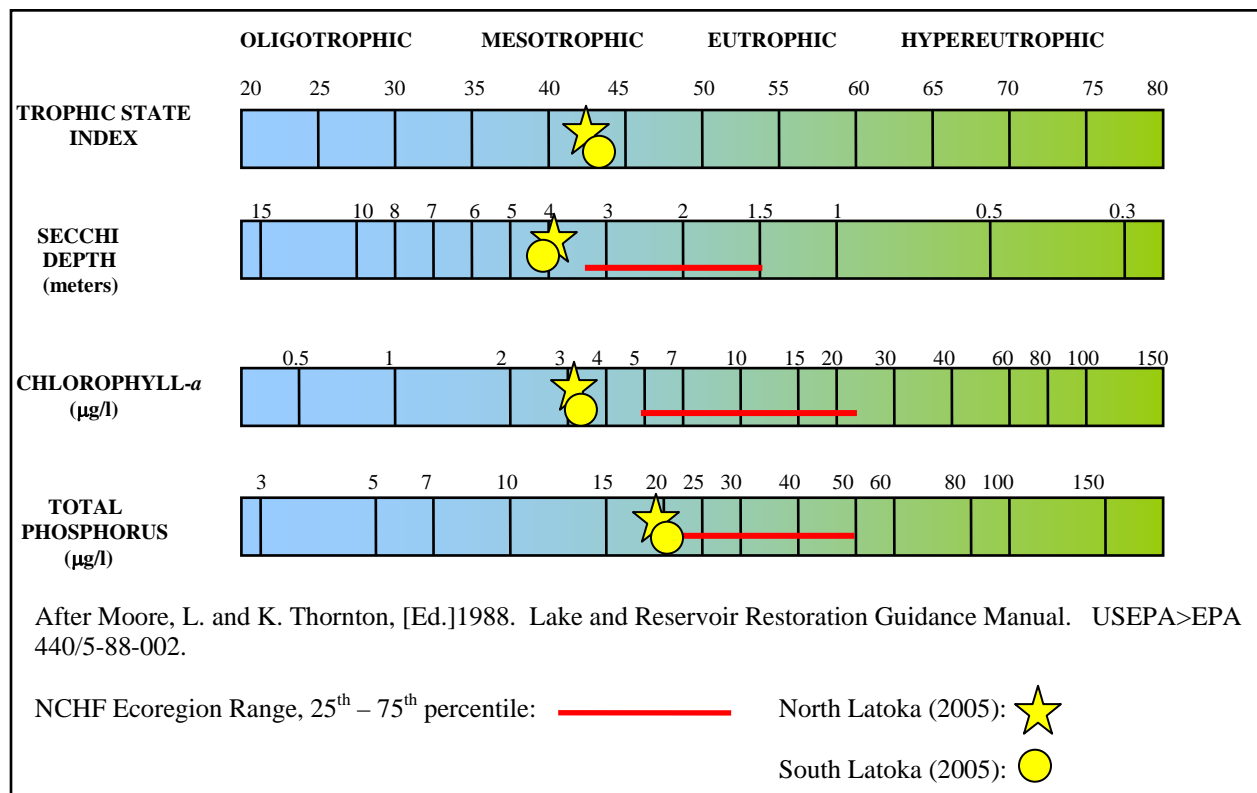 OLIGOTROPHIC MESOTROPHIC EUTROPHIC HYPEREUTROPHIC
20 25 30 35 40 45 50 55 60 65 70 75 80
TROPHIC STATE
INDEX
15 10 8 7 6 5 4 3 2 1.5 1 0.5 0.3
SECCHI
DEPTH
(meters)
0.5 1 2 3 4 5 7 10 15 20 30 40 60 80 100 150
CHLOROPHYLL-a
(µg/l)
3 5 7 10 15 20 25 30 40 50 60 80 100 150
TOTAL
PHOSPHORUS
(µg/l)
After Moore, L. and K. Thornton, [Ed.]1988. Lake and Reservoir Restoration Guidance Manual. USEPA>EPA
440/5-88-002.
NCHF Ecoregion Range, 25th – 75th percentile: North Latoka (2005):
South Latoka (2005):